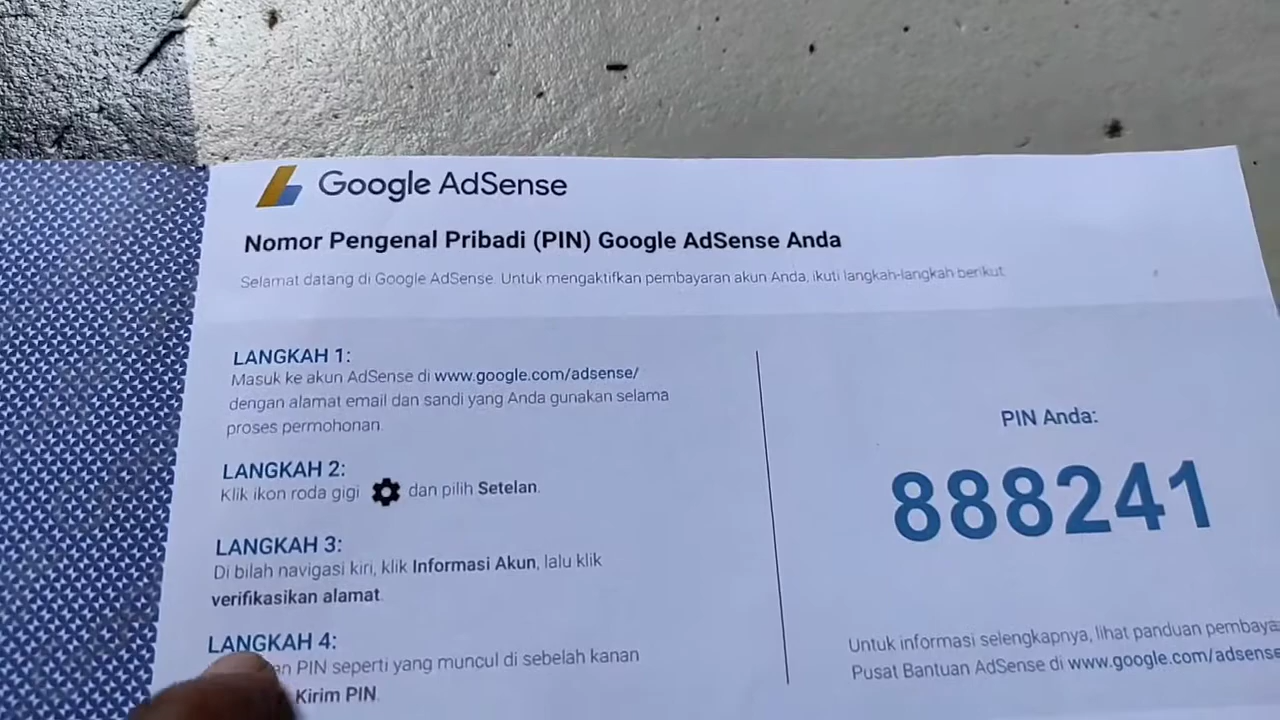 Google AdSense
Nomor Pengenal Pribadi (PIN) Google AdSense Anda
Selamat datang di Google AdSense. Untuk mengaktifkan pembayaran akun Anda, ikuti langkah-langkah berikut.
LANGKAH 1:
Masuk ke akun AdSense di www.google.com/adsense/
dengan alamat email dan sandi yang Anda gunakan selama
proses permohonan.
LANGKAH 2:
Klik ikon roda gigi dan pilih Setelan.
LANGKAH 3:
Di bilah navigasi kiri, klik Informasi Akun, lalu klik
verifikasikan alamat.
LANGKAH 4:
PIN seperti yang muncul di sebelah kanan
Kirim PIN.
PIN Anda:
888241
Untuk informasi selengkapnya, lihat panduan
Pusat Bantuan AdSense di www.google.com/adsense